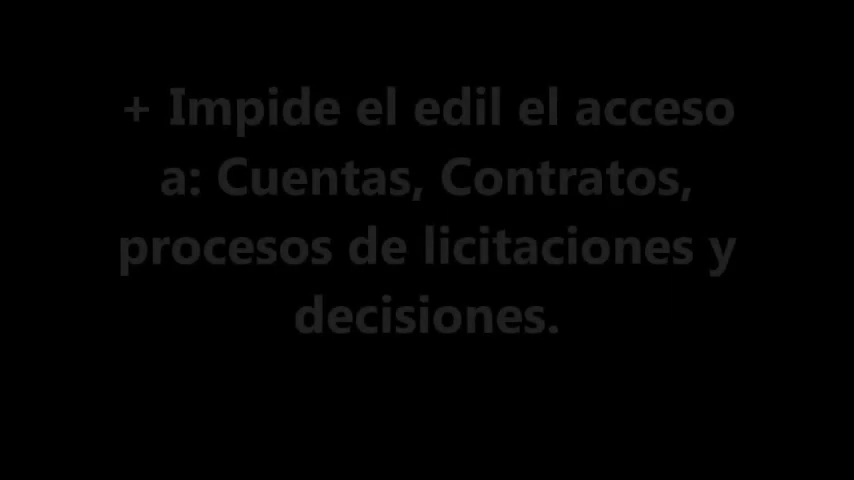 + Impide el edil el acceso
a: Cuentas, Contratos,
procesos de licitaciones y
decisiones.